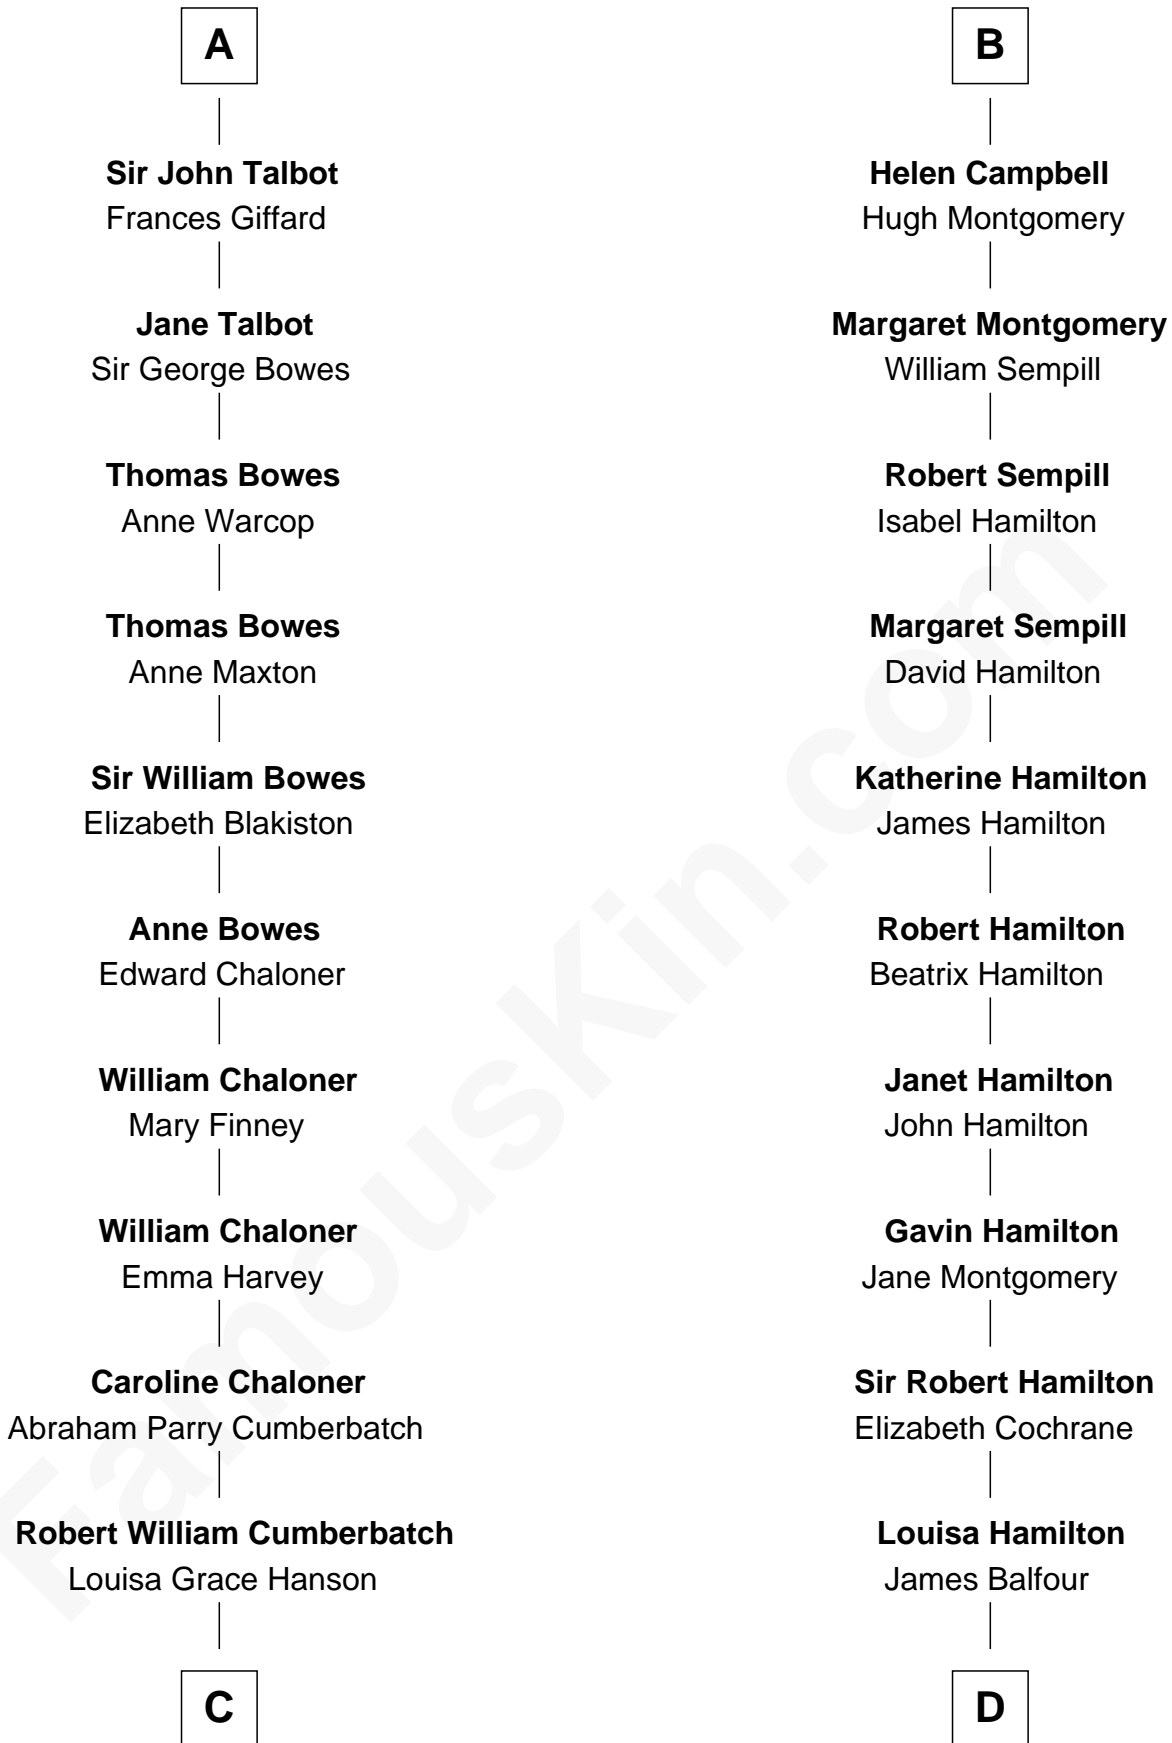 A
Sir John Talbot
Frances Giffard
Jane Talbot
Sir George Bowes
Thomas Bowes
Anne Warcop
Thomas Bowes
Anne Maxton
Sir William Bowes
Elizabeth Blakiston
Anne Bowes
Edward Chaloner
William Chaloner
Mary Finney
William Chaloner
Emma Harvey
Caroline Chaloner
Abraham Parry Cumberbatch
Robert William Cumberbatch
Louisa Grace Hanson
C
B
Helen Campbell
Hugh Montgomery
Margaret Montgomery
William Sempill
Robert Sempill
Isabel Hamilton
Margaret Sempill
David Hamilton
Katherine Hamilton
James Hamilton
Robert Hamilton
Beatrix Hamilton
Janet Hamilton
John Hamilton
Gavin Hamilton
Jane Montgomery
Sir Robert Hamilton
Elizabeth Cochrane
Louisa Hamilton
James Balfour
D
FamousKin.com